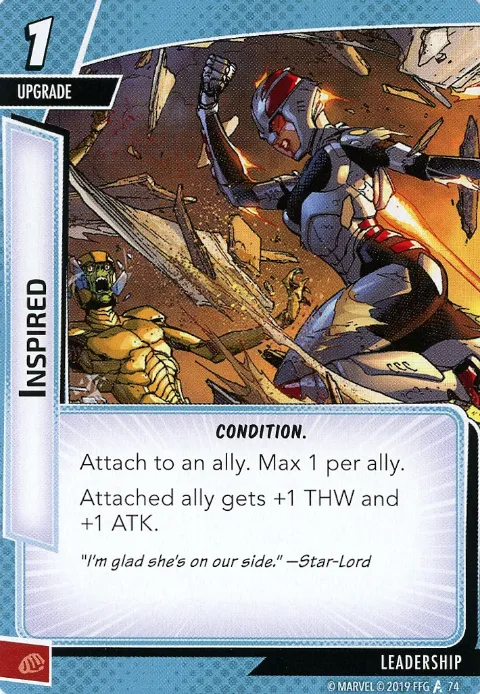 1
UPGRADE
INSPIRED
CONDITION.
Attach to an ally. Max 1 per ally.
Attached ally gets +1 THW and
+1 ATK.
"I'm glad she's on our side." —Star-Lord
LEADERSHIP
© MARVEL © 2019 FFG 74